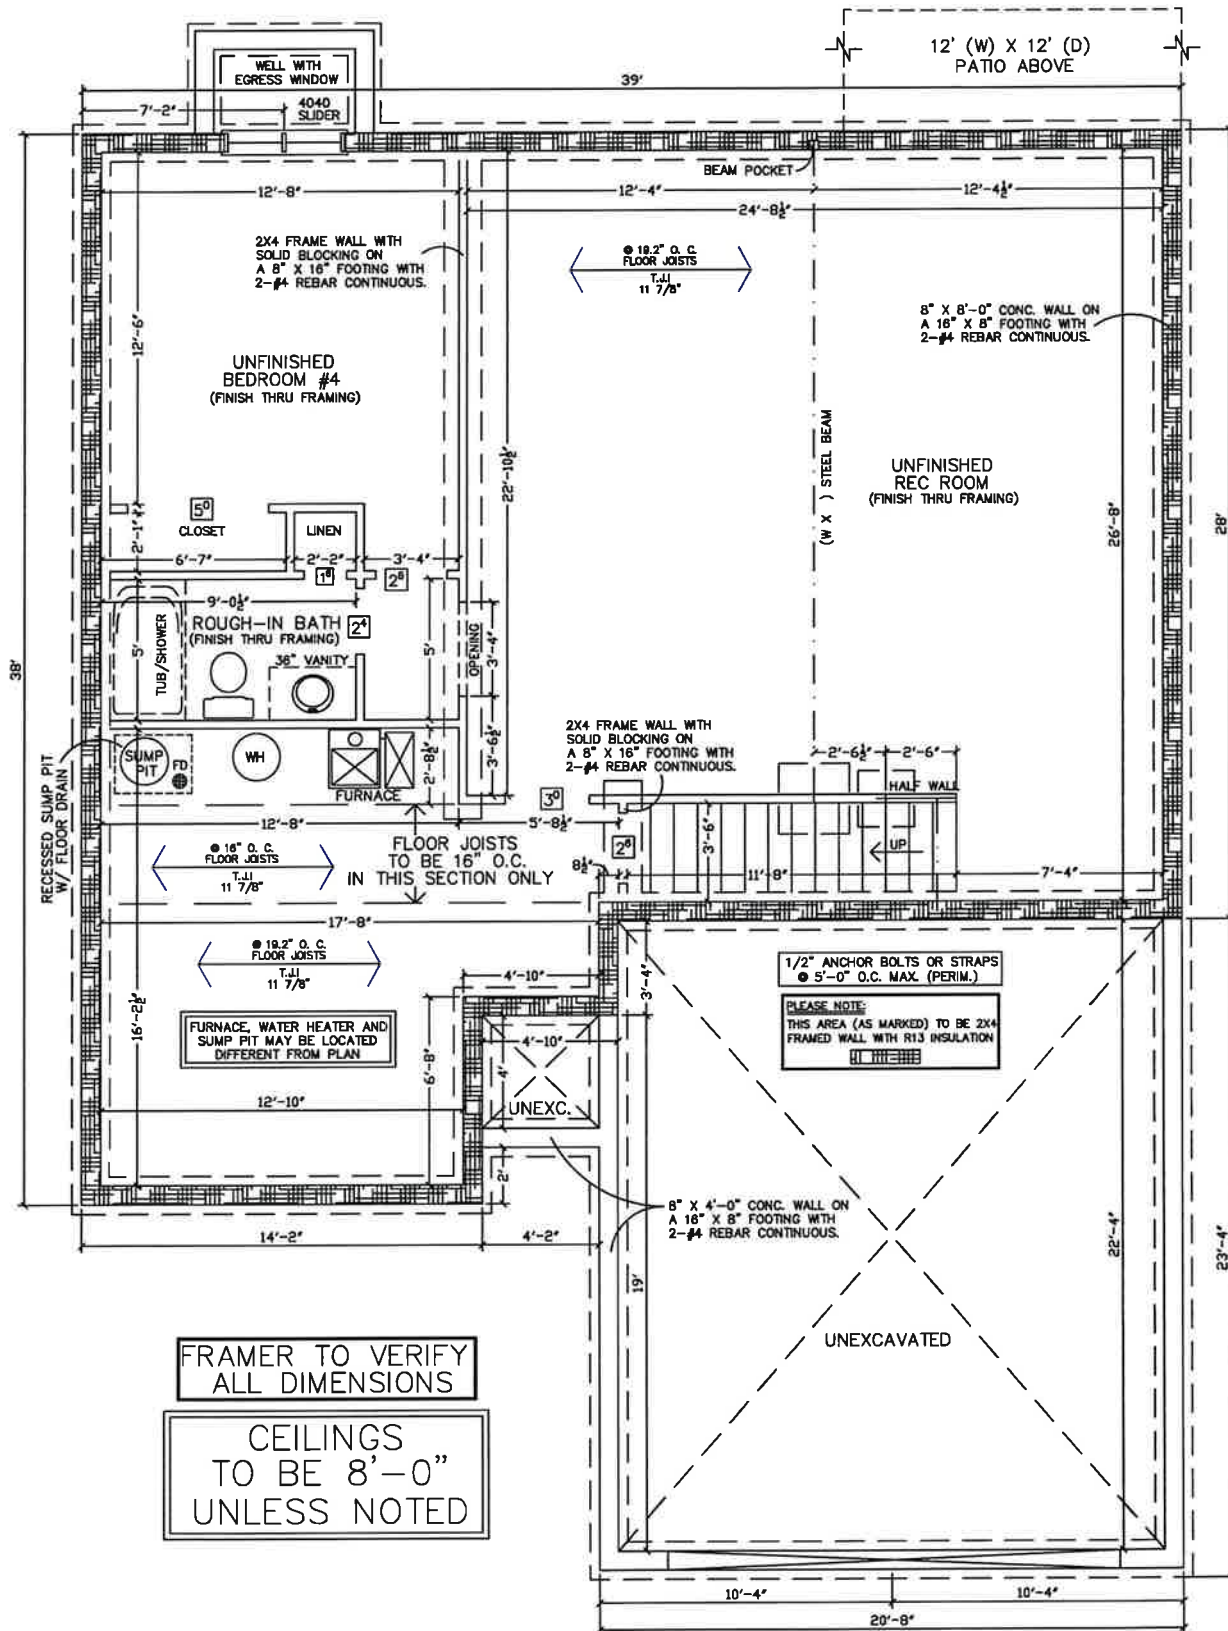 12' (W) X 12' (D)
PATIO ABOVE
WELL WITH
EGRESS WINDOW
39'
7'-2"
4040
SLIDER
BEAM POCKET
12'-8"
12'-4"
12'-4½"
24'-8½"
2X4 FRAME WALL WITH
SOLID BLOCKING ON
A 8" X 16" FOOTING WITH
2-#4 REBAR CONTINUOUS.
@ 19.2" O. C.
FLOOR JOISTS
T.J.I
11 7/8"
8" X 8'-0" CONC. WALL ON
A 16" X 8" FOOTING WITH
2-#4 REBAR CONTINUOUS.
12'-6"
UNFINISHED
BEDROOM #4
(FINISH THRU FRAMING)
22'-10½"
(W X ) STEEL BEAM
UNFINISHED
REC ROOM
(FINISH THRU FRAMING)
26'-8"
28'
38'
5⁰
CLOSET
LINEN
2'-1"
6'-7"
2'-2"
3'-4"
1⁶
2⁶
9'-0½"
ROUGH-IN BATH
(FINISH THRU FRAMING)
2⁴
TUB/SHOWER
5'
36" VANITY
5'
OPENING
3'-4"
3'-6½"
RECESSED SUMP PIT
W/ FLOOR DRAIN
SUMP
PIT
FD
WH
FURNACE
2'-8½"
2X4 FRAME WALL WITH
SOLID BLOCKING ON
A 8" X 16" FOOTING WITH
2-#4 REBAR CONTINUOUS.
2'-6½"
2'-6"
HALF WALL
3⁰
12'-8"
5'-8½"
2⁶
8½"
3'-6"
UP
11'-8"
7'-4"
@ 16" O. C.
FLOOR JOISTS
T.J.I
11 7/8"
FLOOR JOISTS
TO BE 16" O.C.
IN THIS SECTION ONLY
17'-8"
@ 19.2" O. C.
FLOOR JOISTS
T.J.I
11 7/8"
4'-10"
3'-4"
1/2" ANCHOR BOLTS OR STRAPS
@ 5'-0" O.C. MAX. (PERIM.)
PLEASE NOTE:
THIS AREA (AS MARKED) TO BE 2X4
FRAMED WALL WITH R13 INSULATION
16'-2½"
FURNACE, WATER HEATER AND
SUMP PIT MAY BE LOCATED
DIFFERENT FROM PLAN
6'-8"
4'-10"
4'
12'-10"
UNEXC.
2'
8" X 4'-0" CONC. WALL ON
A 16" X 8" FOOTING WITH
2-#4 REBAR CONTINUOUS.
14'-2"
4'-2"
19'
22'-4"
23'-4"
UNEXCAVATED
FRAMER TO VERIFY
ALL DIMENSIONS
CEILINGS
TO BE 8'-0"
UNLESS NOTED
10'-4"
10'-4"
20'-8"